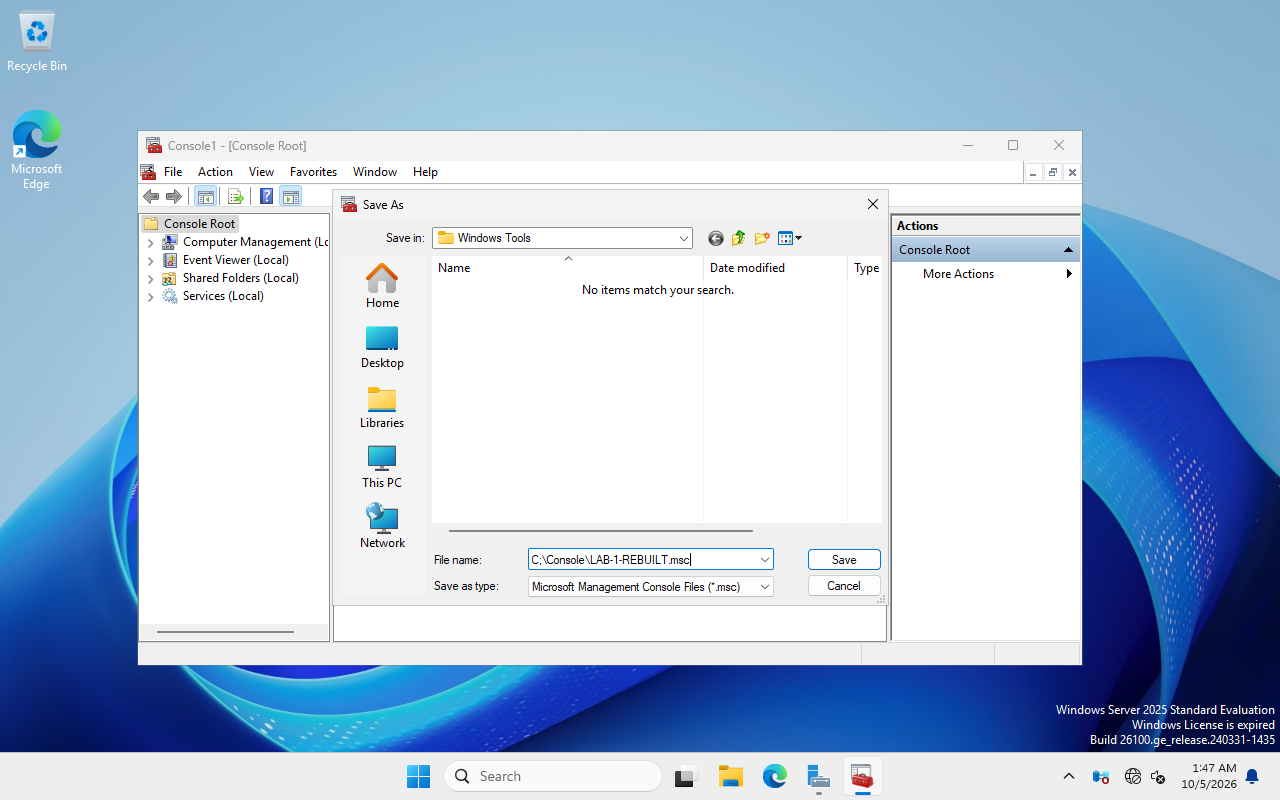 Recycle Bin
Microsoft
Edge
Console1 - [Console Root]
File Action View Favorites Window Help
Console Root
Computer Management (Lc
Event Viewer (Local)
Shared Folders (Local)
Services (Local)
Save As
Save in: Windows Tools
Home
Desktop
Libraries
This PC
Network
Name Date modified Type
No items match your search.
File name: C;\Console\LAB-1-REBUILT.msc Save
Save as type: Microsoft Management Console Files (*.msc) Cancel
Actions
Console Root
More Actions
Windows Server 2025 Standard Evaluation
Windows License is expired
Build 26100.ge_release.240331-1435
Search
1:47 AM
10/5/2026